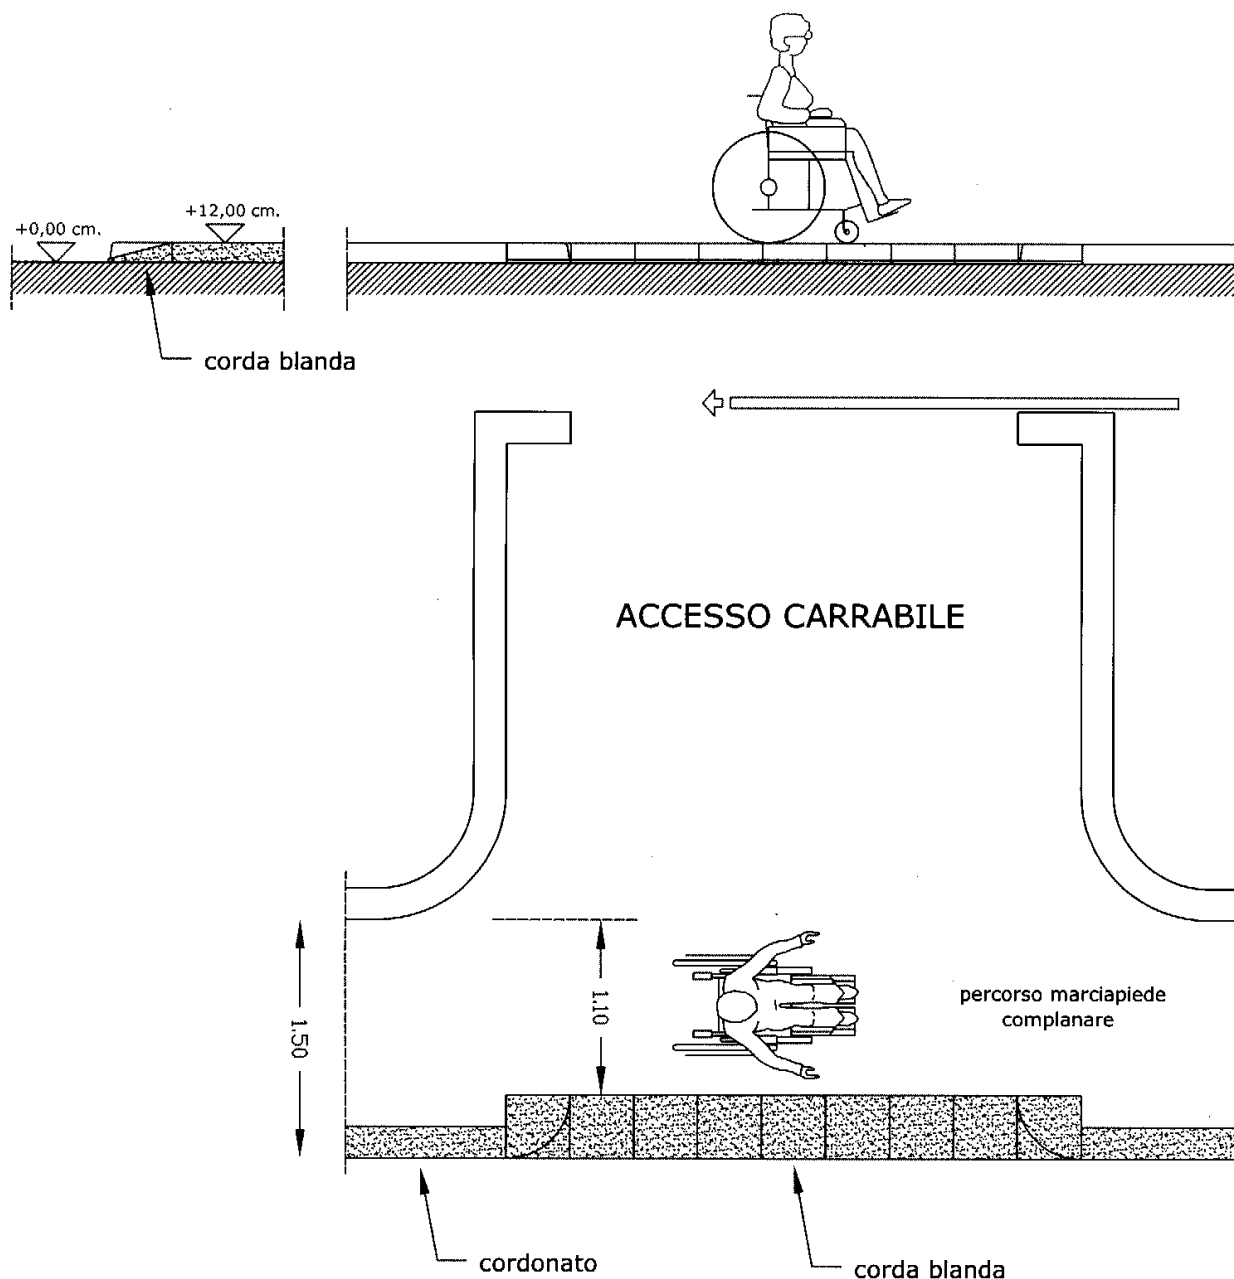 +12,00 cm.
+0,00 cm.
corda blanda
ACCESSO CARRABILE
1.10
1.50
percorso marciapiede
complanare
cordonato
corda blanda